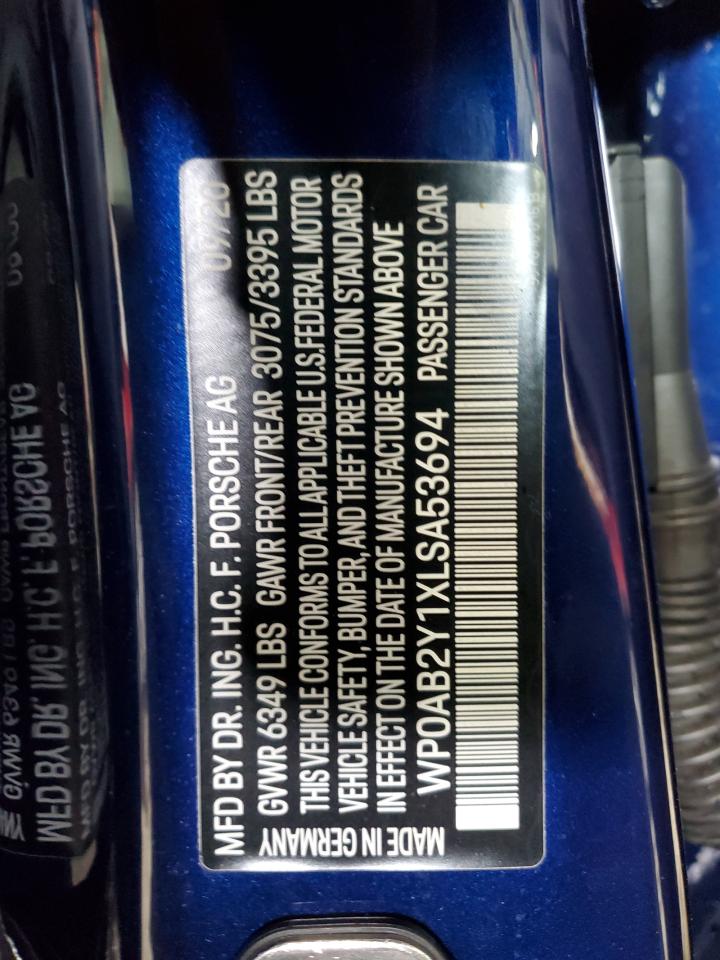 MFD BY DR. ING. H.C. F. PORSCHE AG 09/20
GVWR 6349 LBS GAWR FRONT/REAR 3075/3395 LBS
THIS VEHICLE CONFORMS TO ALL APPLICABLE U.S. FEDERAL MOTOR
VEHICLE SAFETY, BUMPER, AND THEFT PREVENTION STANDARDS
IN EFFECT ON THE DATE OF MANUFACTURE SHOWN ABOVE
WP0AB2Y1XLSA53694 PASSENGER CAR
MADE IN GERMANY